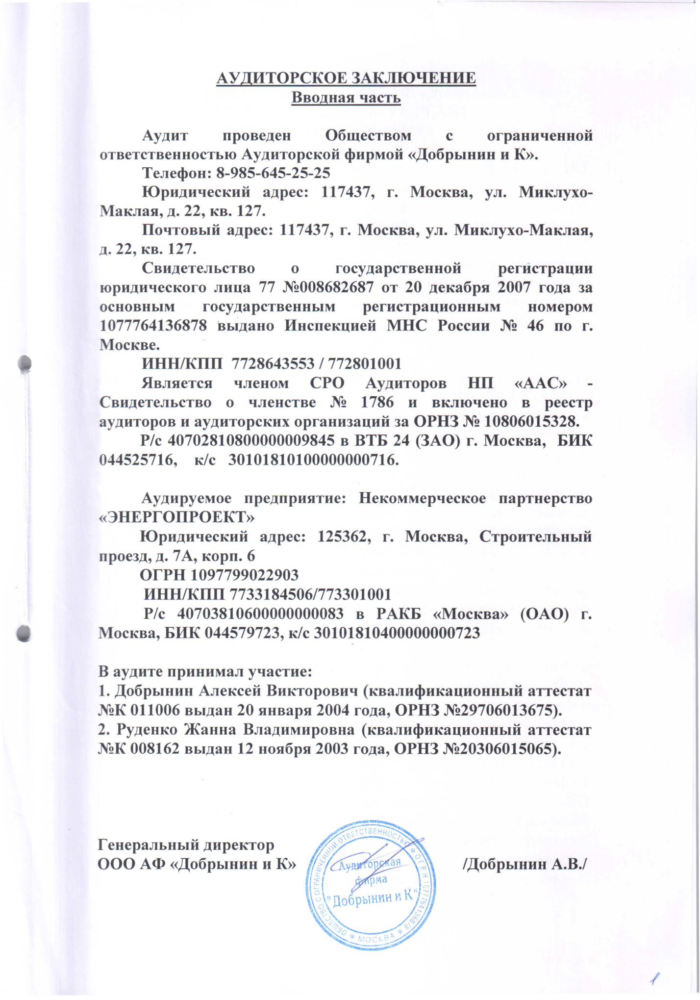 АУДИТОРСКОЕ ЗАКЛЮЧЕНИЕ
Вводная часть
Аудит проведен Обществом с ограниченной
ответственностью Аудиторской фирмой «Добрынин и К».
Телефон: 8-985-645-25-25
Юридический адрес: 117437, г. Москва, ул. Миклухо-
Маклая, д. 22, кв. 127.
Почтовый адрес: 117437, г. Москва, ул. Миклухо-Маклая,
д. 22, кв. 127.
Свидетельство о государственной регистрации
юридического лица 77 №008682687 от 20 декабря 2007 года за
основным государственным регистрационным номером
1077764136878 выдано Инспекцией МНС России № 46 по г.
Москве.
ИНН/КПП 7728643553 / 772801001
Является членом СРО Аудиторов НП «ААС» -
Свидетельство о членстве № 1786 и включено в реестр
аудиторов и аудиторских организаций за ОРНЗ № 10806015328.
Р/с 40702810800000009845 в ВТБ 24 (ЗАО) г. Москва, БИК
044525716, к/с 30101810100000000716.
Аудируемое предприятие: Некоммерческое партнерство
«ЭНЕРГОПРОЕКТ»
Юридический адрес: 125362, г. Москва, Строительный
проезд, д. 7А, корп. 6
ОГРН 1097799022903
ИНН/КПП 7733184506/773301001
Р/с 40703810600000000083 в РАКБ «Москва» (ОАО) г.
Москва, БИК 044579723, к/с 30101810400000000723
В аудите принимал участие:
1. Добрынин Алексей Викторович (квалификационный аттестат
№К 011006 выдан 20 января 2004 года, ОРНЗ №29706013675).
2. Руденко Жанна Владимировна (квалификационный аттестат
№К 008162 выдан 12 ноября 2003 года, ОРНЗ №20306015065).
Генеральный директор
ООО АФ «Добрынин и К» /Добрынин А.В./
ОБЩЕСТВО С ОГРАНИЧЕННОЙ ОТВЕТСТВЕННОСТЬЮ * ОГРН 1077764136878 * МОСКВА *
Аудиторская
фирма
"Добрынин и К"
1